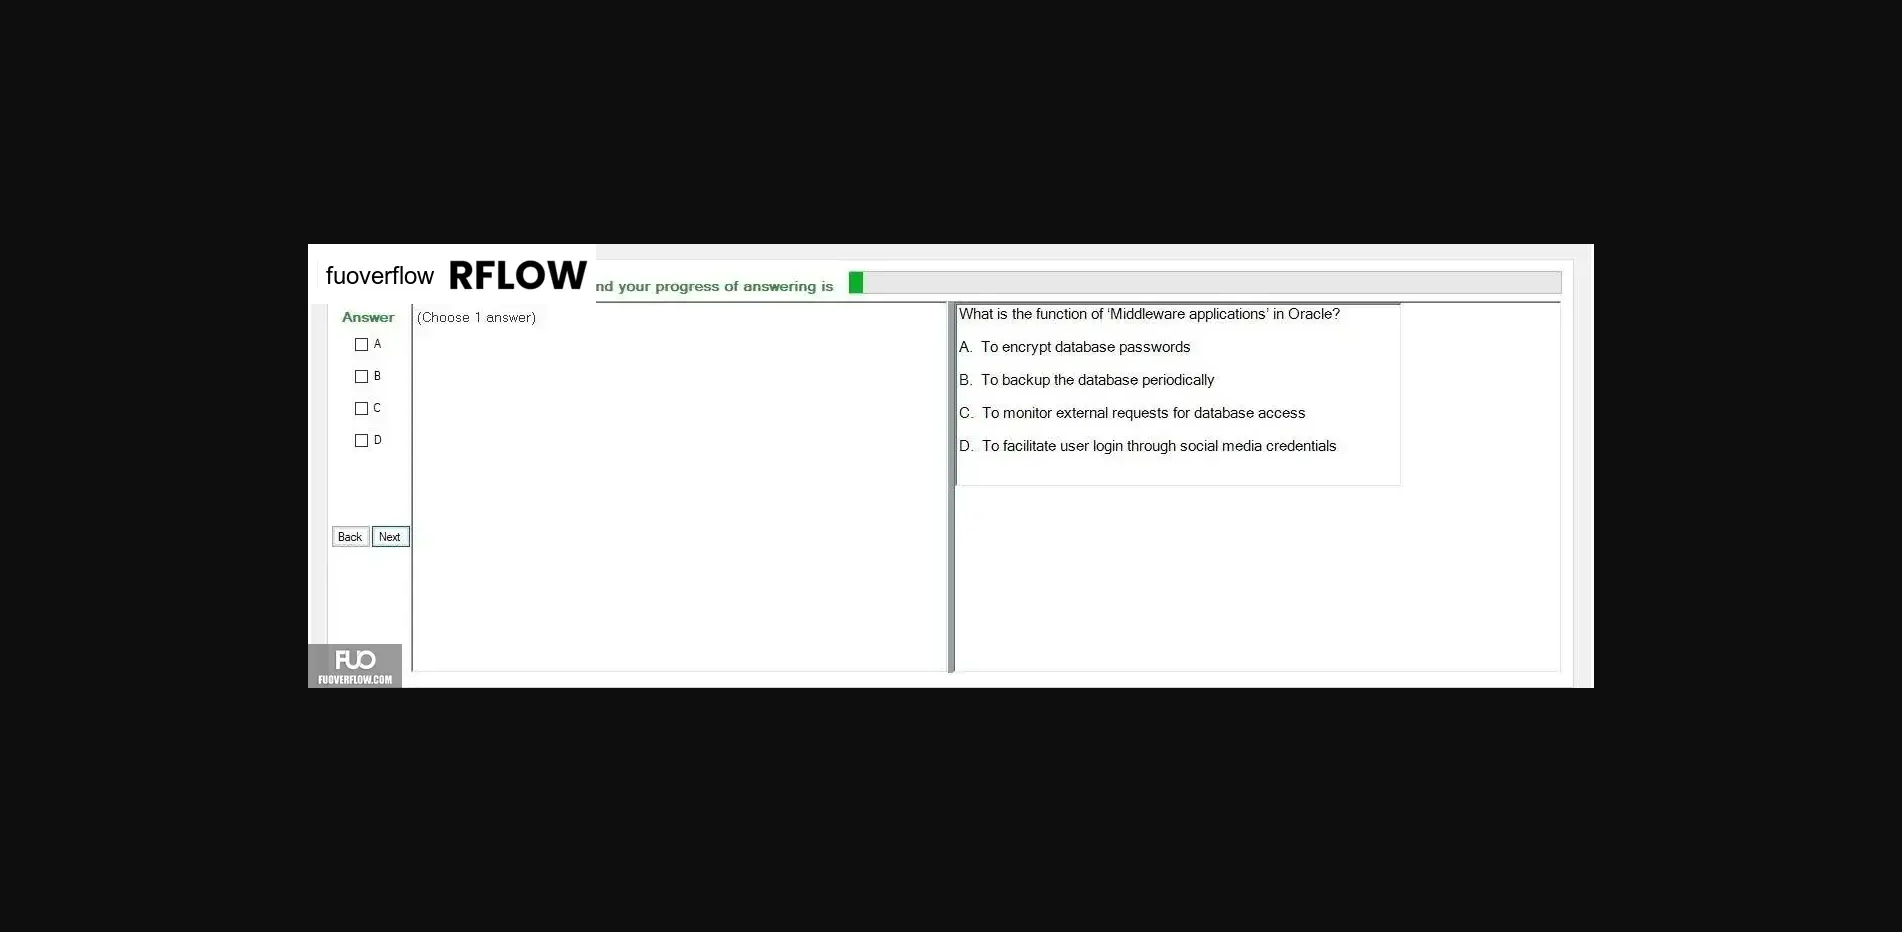 fuoverflow RFLOW
nd your progress of answering is
Answer
(Choose 1 answer)
A
B
C
D
Back Next
What is the function of ‘Middleware applications’ in Oracle?
A. To encrypt database passwords
B. To backup the database periodically
C. To monitor external requests for database access
D. To facilitate user login through social media credentials
FUO
FUOVERFLOW.COM